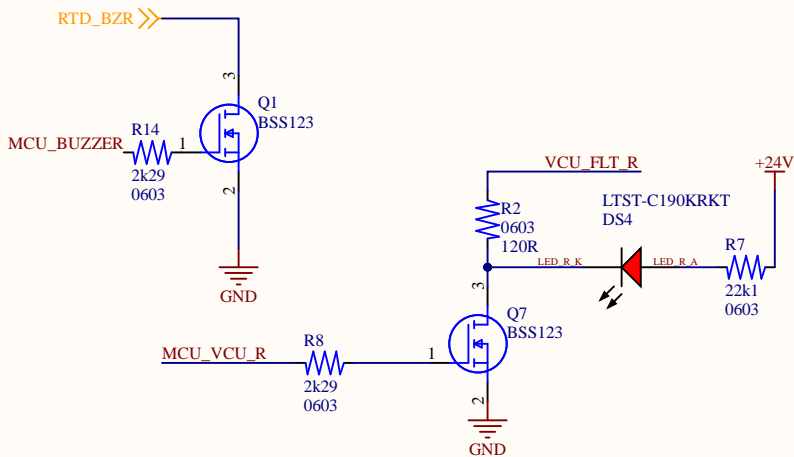 RTD_BZR
3
Q1
BSS123
R14
MCU_BUZZER
1
2k29
0603
2
GND
VCU_FLT_R
+24V
R2
0603
120R
LTST-C190KRKT
DS4
LED_R_K
LED_R_A
R7
22k1
0603
3
Q7
BSS123
R8
MCU_VCU_R
1
2k29
0603
2
GND